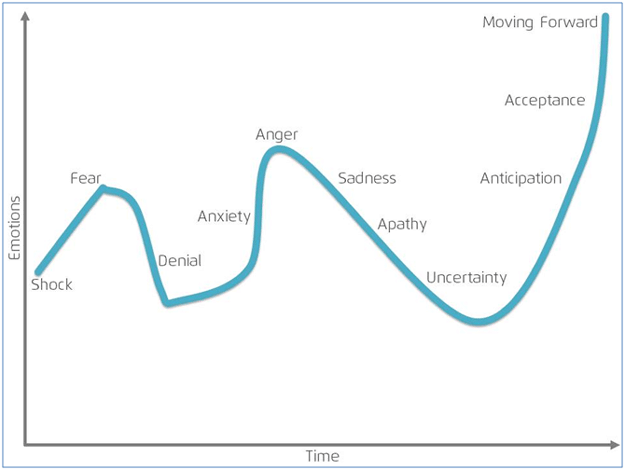 Moving Forward
Acceptance
Anger
Fear
Sadness
Anticipation
Anxiety
Apathy
Denial
Uncertainty
Shock
Emotions
Time